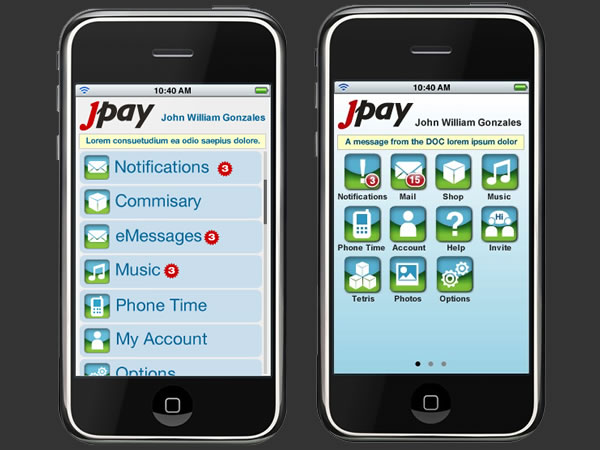 10:40 AM
Jpay John William Gonzales
Lorem consuetudium ea odio saepius dolore.
Notifications 3
Commisary
eMessages 3
Music 3
Phone Time
My Account
Options
10:40 AM
Jpay John William Gonzales
A message from the DOC lorem ipsum dolor
! 3 15
Notifications Mail Shop Music
? Hi
Phone Time Account Help Invite
Tetris Photos Options